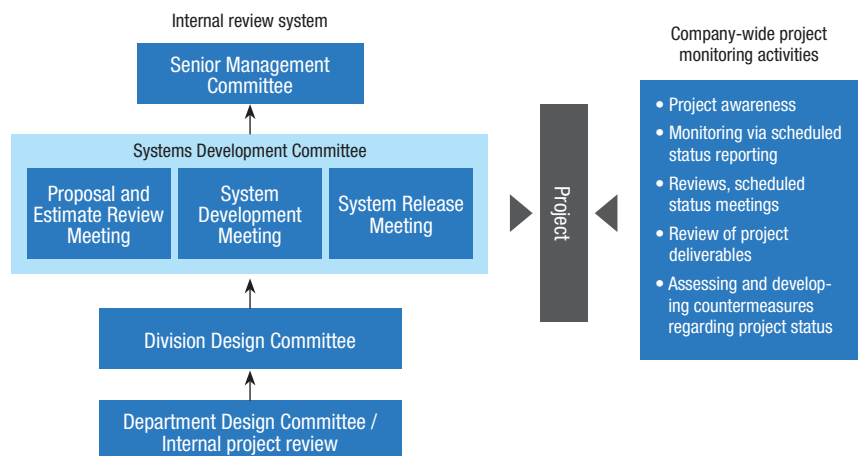 Internal review system
Senior Management
Committee
Systems Development Committee
Proposal and
Estimate Review
Meeting
System
Development
Meeting
System Release
Meeting
Division Design Committee
Department Design Committee /
Internal project review
Project
Company-wide project
monitoring activities
• Project awareness
• Monitoring via scheduled
status reporting
• Reviews, scheduled
status meetings
• Review of project
deliverables
• Assessing and develop-
ing countermeasures
regarding project status